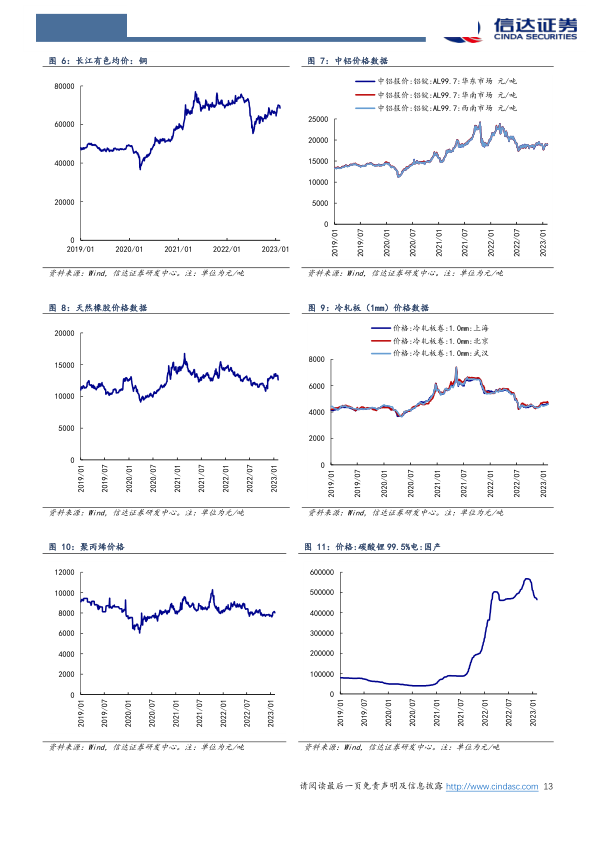 信达证券
CINDA SECURITIES
图 6：长江有色均价：铜
80000
60000
40000
20000
0
2019/01 2020/01 2021/01 2022/01 2023/01
资料来源：Wind, 信达证券研发中心。注：单位为元/吨
图 7：中铝价格数据
中铝报价:铝锭:AL99.7:华东市场 元/吨
中铝报价:铝锭:AL99.7:华南市场 元/吨
中铝报价:铝锭:AL99.7:西南市场 元/吨
25000
20000
15000
10000
5000
0
2019/01 2019/07 2020/01 2020/07 2021/01 2021/07 2022/01 2022/07 2023/01
资料来源：Wind, 信达证券研发中心。注：单位为元/吨
图 8：天然橡胶价格数据
20000
15000
10000
5000
0
2019/01 2019/07 2020/01 2020/07 2021/01 2021/07 2022/01 2022/07 2023/01
资料来源：Wind, 信达证券研发中心。注：单位为元/吨
图 9：冷轧板（1mm）价格数据
价格:冷轧板卷:1.0mm:上海
价格:冷轧板卷:1.0mm:北京
价格:冷轧板卷:1.0mm:武汉
8000
6000
4000
2000
0
2019/01 2019/07 2020/01 2020/07 2021/01 2021/07 2022/01 2022/07 2023/01
资料来源：Wind, 信达证券研发中心。注：单位为元/吨
图 10：聚丙烯价格
12000
10000
8000
6000
4000
2000
0
2019/01 2019/07 2020/01 2020/07 2021/01 2021/07 2022/01 2022/07 2023/01
资料来源：Wind, 信达证券研发中心。注：单位为元/吨
图 11：价格:碳酸锂 99.5%电:国产
600000
500000
400000
300000
200000
100000
0
2019/01 2019/07 2020/01 2020/07 2021/01 2021/07 2022/01 2022/07 2023/01
资料来源：Wind, 信达证券研发中心。注：单位为元/吨
请阅读最后一页免责声明及信息披露 http://www.cindasc.com 13